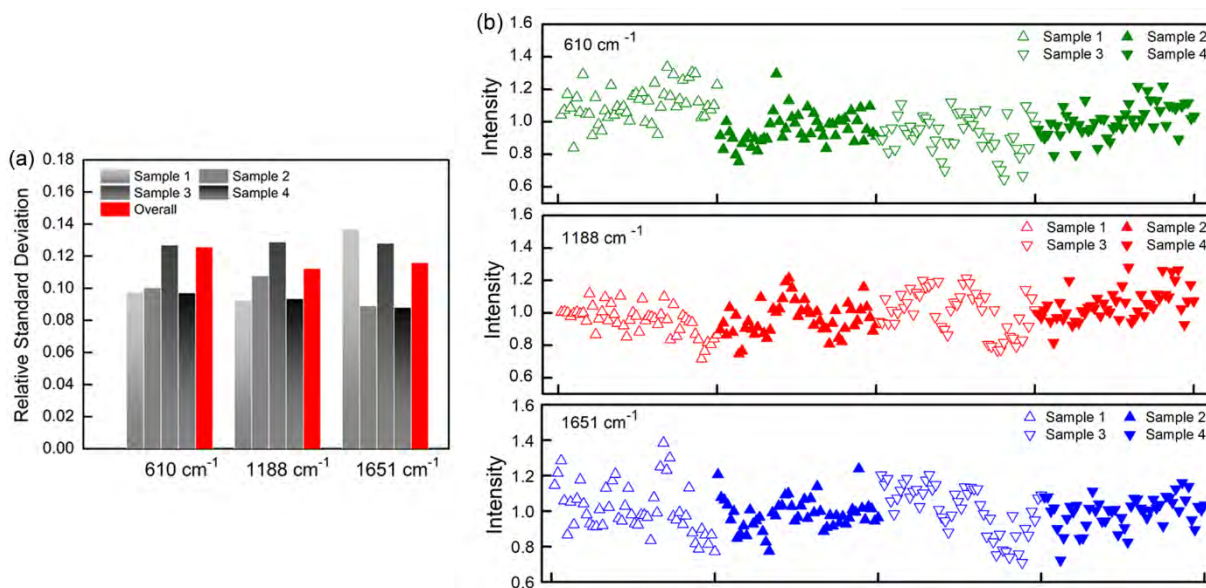 (a)
Relative Standard Deviation
0.18
0.16
0.14
0.12
0.10
0.08
0.06
0.04
0.02
0.00
Sample 1 Sample 2
Sample 3 Sample 4
Overall
610 cm⁻¹ 1188 cm⁻¹ 1651 cm⁻¹
(b)
Intensity
1.6
1.4
1.2
1.0
0.8
0.6
610 cm⁻¹
Sample 1 Sample 2
Sample 3 Sample 4
Intensity
1.6
1.4
1.2
1.0
0.8
0.6
1188 cm⁻¹
Sample 1 Sample 2
Sample 3 Sample 4
Intensity
1.6
1.4
1.2
1.0
0.8
0.6
1651 cm⁻¹
Sample 1 Sample 2
Sample 3 Sample 4